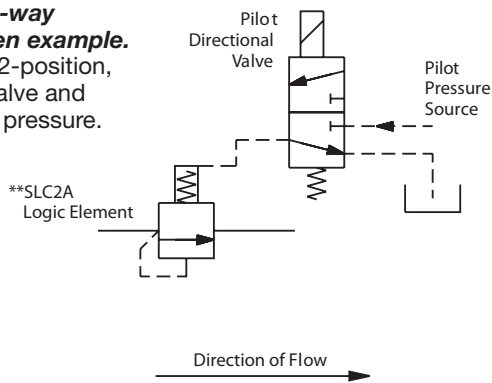 -way
en example.
2-position,
alve and
pressure.
Pilot
Directional
Valve
Pilot
Pressure
Source
**SLC2A
Logic Element
Direction of Flow